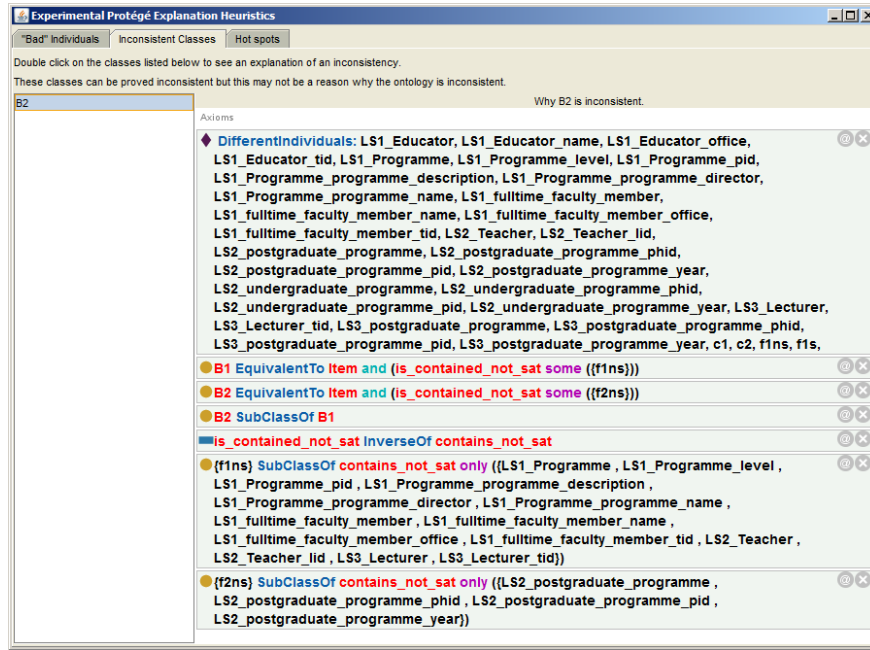 Experimental Protégé Explanation Heuristics
"Bad" Individuals Inconsistent Classes Hot spots
Double click on the classes listed below to see an explanation of an inconsistency.
These classes can be proved inconsistent but this may not be a reason why the ontology is inconsistent.
B2
Why B2 is inconsistent.
Axioms
DifferentIndividuals: LS1_Educator, LS1_Educator_name, LS1_Educator_office,
LS1_Educator_tid, LS1_Programme, LS1_Programme_level, LS1_Programme_pid,
LS1_Programme_programme_description, LS1_Programme_programme_director,
LS1_Programme_programme_name, LS1_fulltime_faculty_member,
LS1_fulltime_faculty_member_name, LS1_fulltime_faculty_member_office,
LS1_fulltime_faculty_member_tid, LS2_Teacher, LS2_Teacher_lid,
LS2_postgraduate_programme, LS2_postgraduate_programme_phid,
LS2_postgraduate_programme_pid, LS2_postgraduate_programme_year,
LS2_undergraduate_programme, LS2_undergraduate_programme_phid,
LS2_undergraduate_programme_pid, LS2_undergraduate_programme_year, LS3_Lecturer,
LS3_Lecturer_tid, LS3_postgraduate_programme, LS3_postgraduate_programme_phid,
LS3_postgraduate_programme_pid, LS3_postgraduate_programme_year, c1, c2, f1ns, f1s,
B1 EquivalentTo Item and (is_contained_not_sat some ({f1ns}))
B2 EquivalentTo Item and (is_contained_not_sat some ({f2ns}))
B2 SubClassOf B1
is_contained_not_sat InverseOf contains_not_sat
{f1ns} SubClassOf contains_not_sat only ({LS1_Programme , LS1_Programme_level ,
LS1_Programme_pid , LS1_Programme_programme_description ,
LS1_Programme_programme_director , LS1_Programme_programme_name ,
LS1_fulltime_faculty_member , LS1_fulltime_faculty_member_name ,
LS1_fulltime_faculty_member_office , LS1_fulltime_faculty_member_tid , LS2_Teacher ,
LS2_Teacher_lid , LS3_Lecturer , LS3_Lecturer_tid})
{f2ns} SubClassOf contains_not_sat only ({LS2_postgraduate_programme ,
LS2_postgraduate_programme_phid , LS2_postgraduate_programme_pid ,
LS2_postgraduate_programme_year})